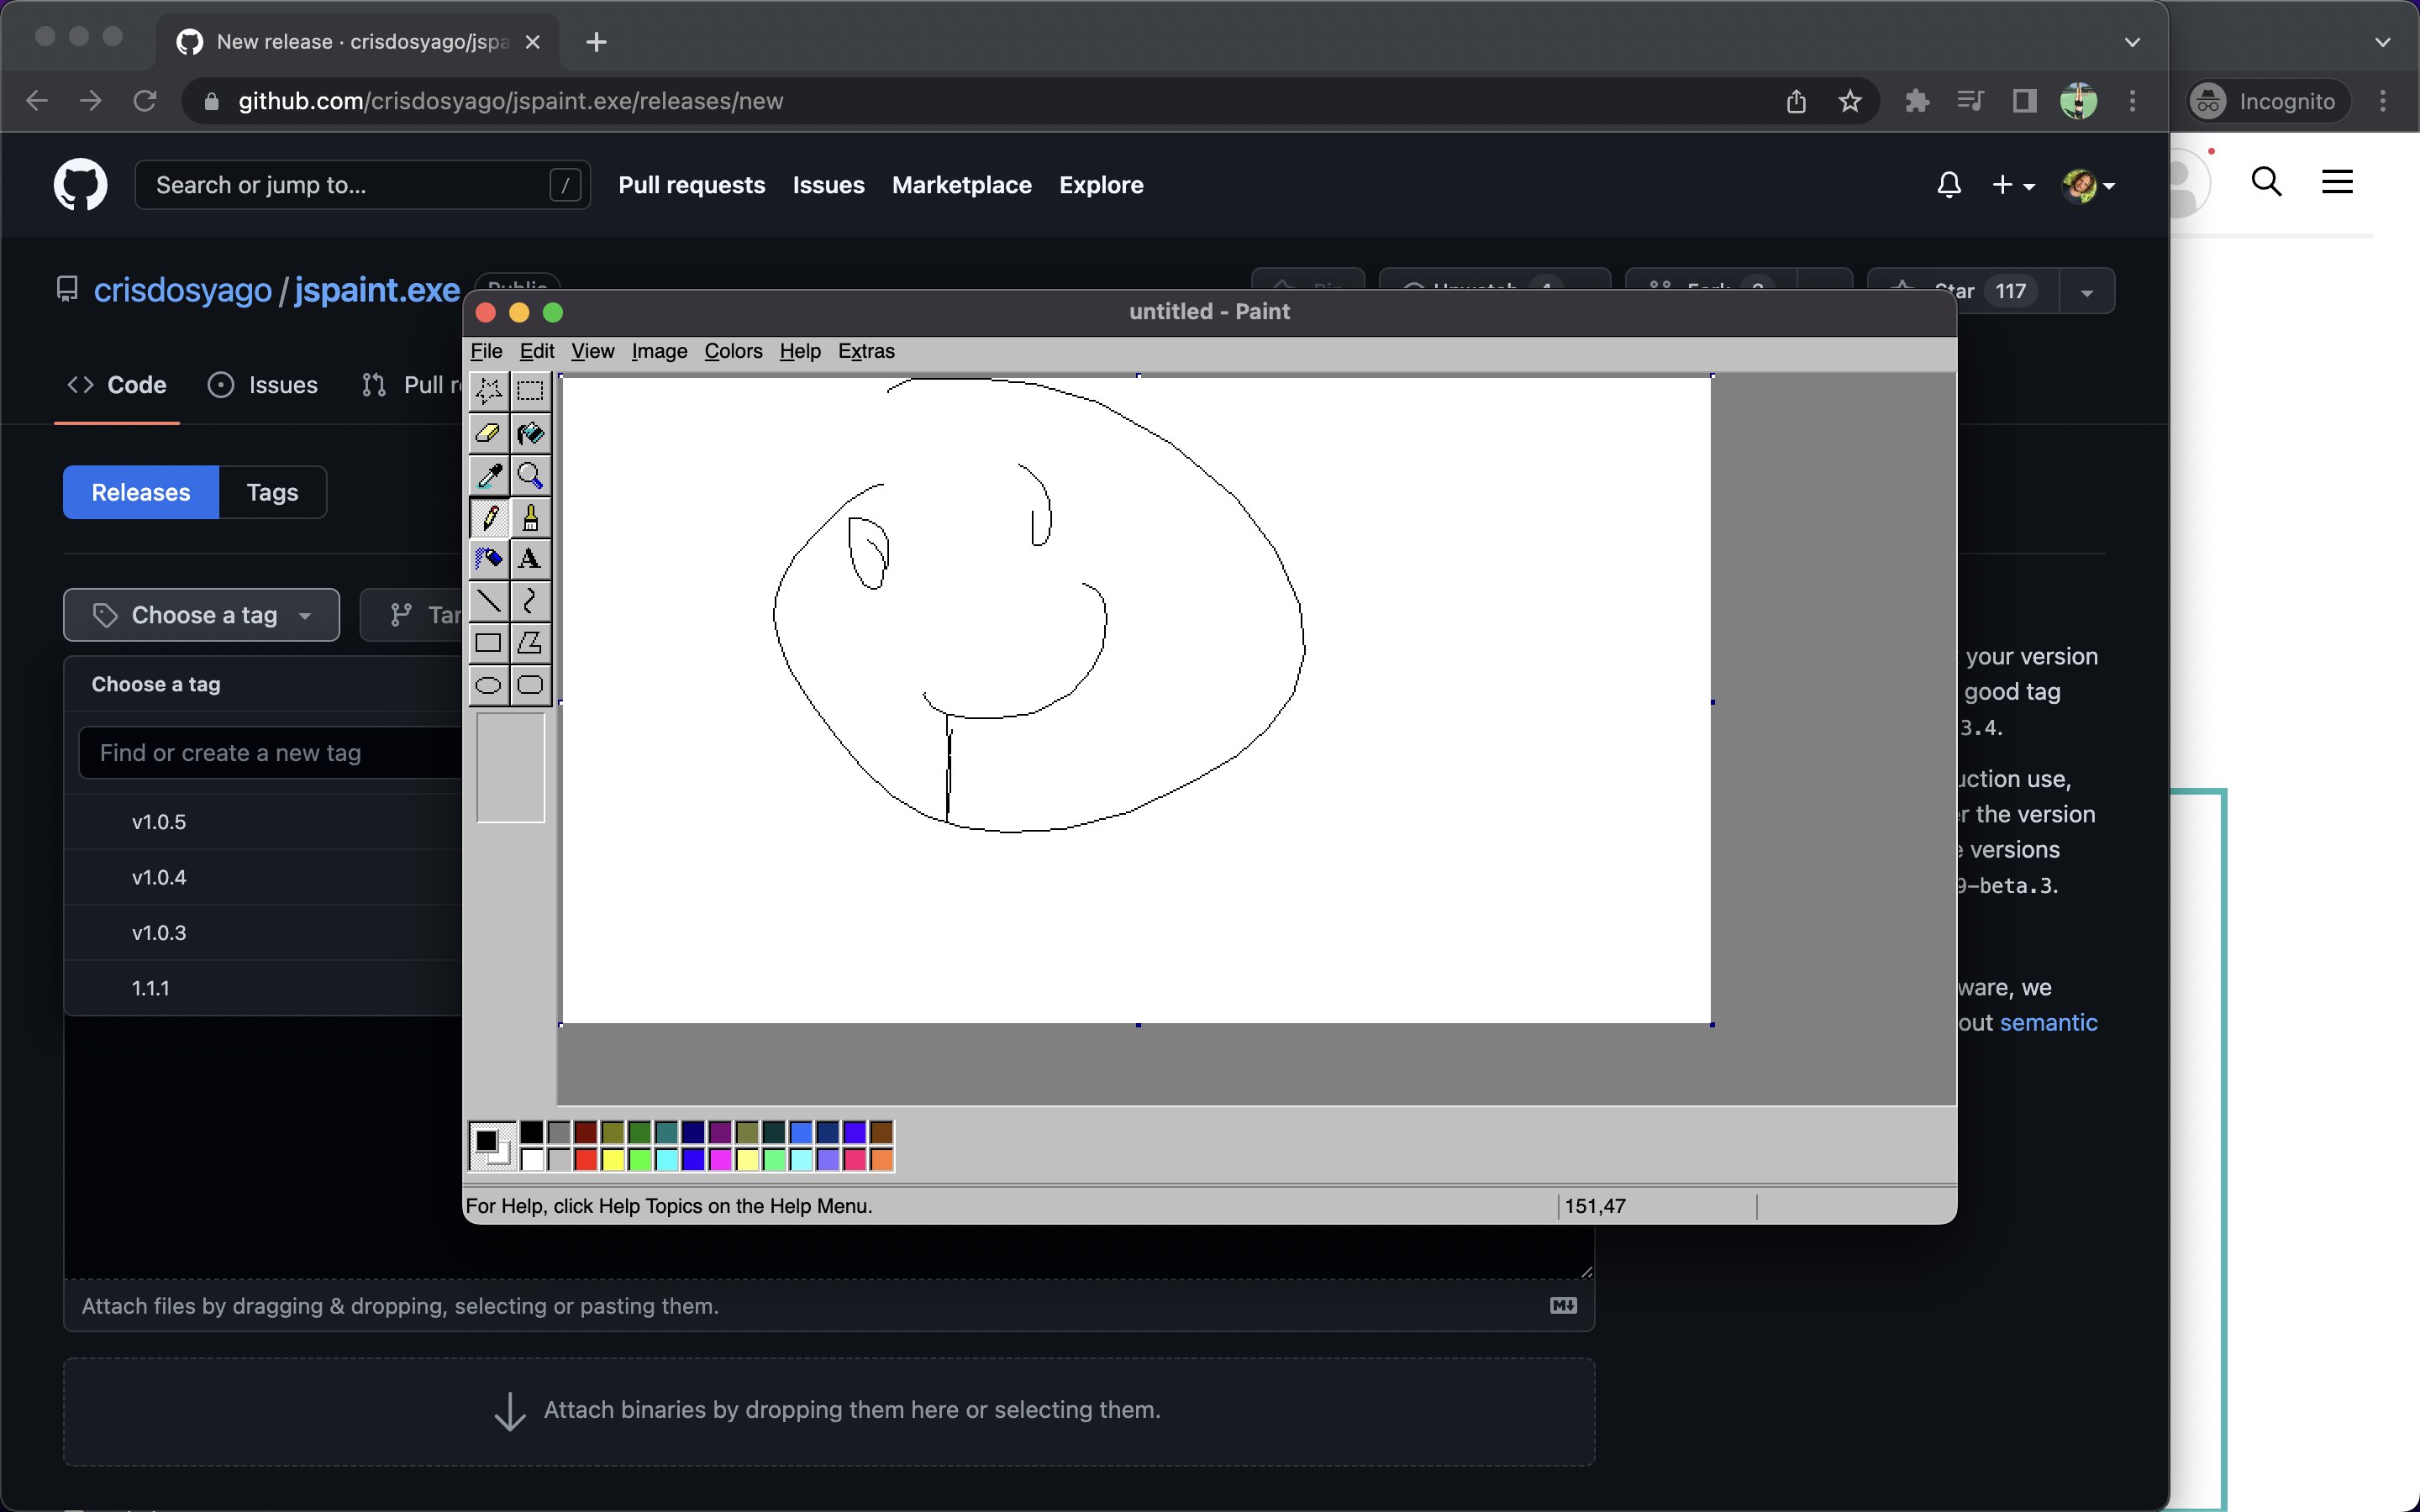 New release · crisdosyago/jspa
github.com/crisdosyago/jspaint.exe/releases/new
Incognito
Search or jump to...
/
Pull requests
Issues
Marketplace
Explore
crisdosyago / jspaint.exe
Public
Star 117
Code
Issues
Pull r
Releases
Tags
Choose a tag
Tar
Choose a tag
Find or create a new tag
v1.0.5
v1.0.4
v1.0.3
1.1.1
untitled - Paint
File Edit View Image Colors Help Extras
A
For Help, click Help Topics on the Help Menu.
151,47
your version
good tag
3.4.
uction use,
r the version
versions
9-beta.3.
ware, we
out semantic
Attach files by dragging & dropping, selecting or pasting them.
Attach binaries by dropping them here or selecting them.